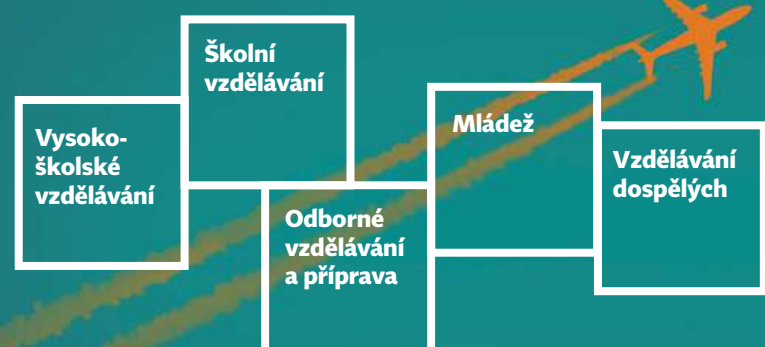 Školní
vzdělávání
Vysoko-
školské
vzdělávání
Mládež
Vzdělávání
dospělých
Odborné
vzdělávání
a příprava